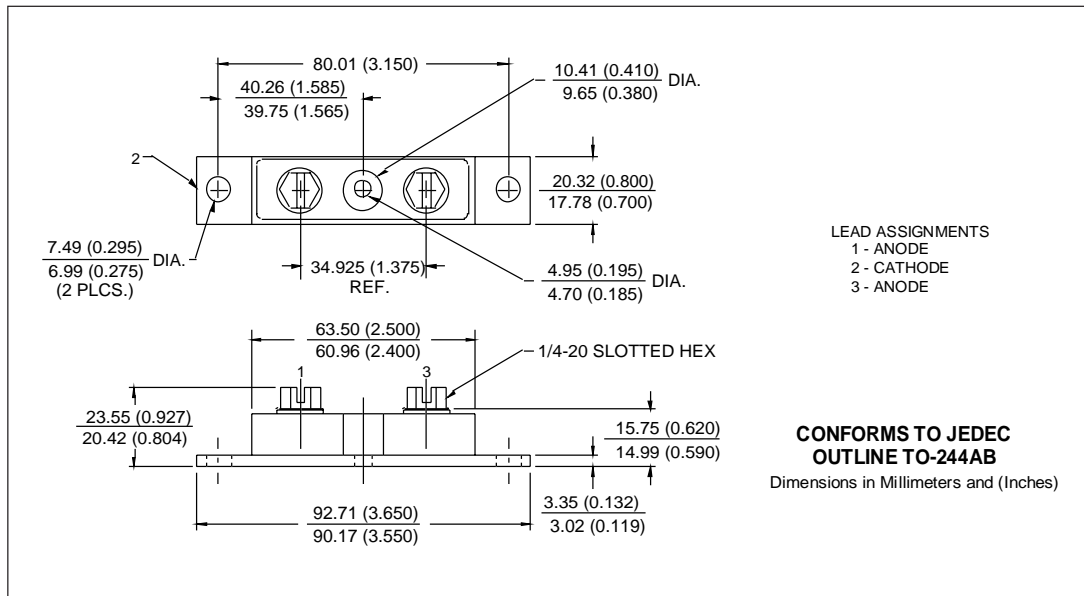 80.01 (3.150)
40.26 (1.585)
39.75 (1.565)
10.41 (0.410)
9.65 (0.380)
DIA.
2
20.32 (0.800)
17.78 (0.700)
7.49 (0.295)
6.99 (0.275)
DIA.
(2 PLCS.)
34.925 (1.375)
REF.
4.95 (0.195)
4.70 (0.185)
DIA.
LEAD ASSIGNMENTS
1 - ANODE
2 - CATHODE
3 - ANODE
63.50 (2.500)
60.96 (2.400)
1/4-20 SLOTTED HEX
1
3
23.55 (0.927)
20.42 (0.804)
15.75 (0.620)
14.99 (0.590)
3.35 (0.132)
3.02 (0.119)
92.71 (3.650)
90.17 (3.550)
CONFORMS TO JEDEC
OUTLINE TO-244AB
Dimensions in Millimeters and (Inches)